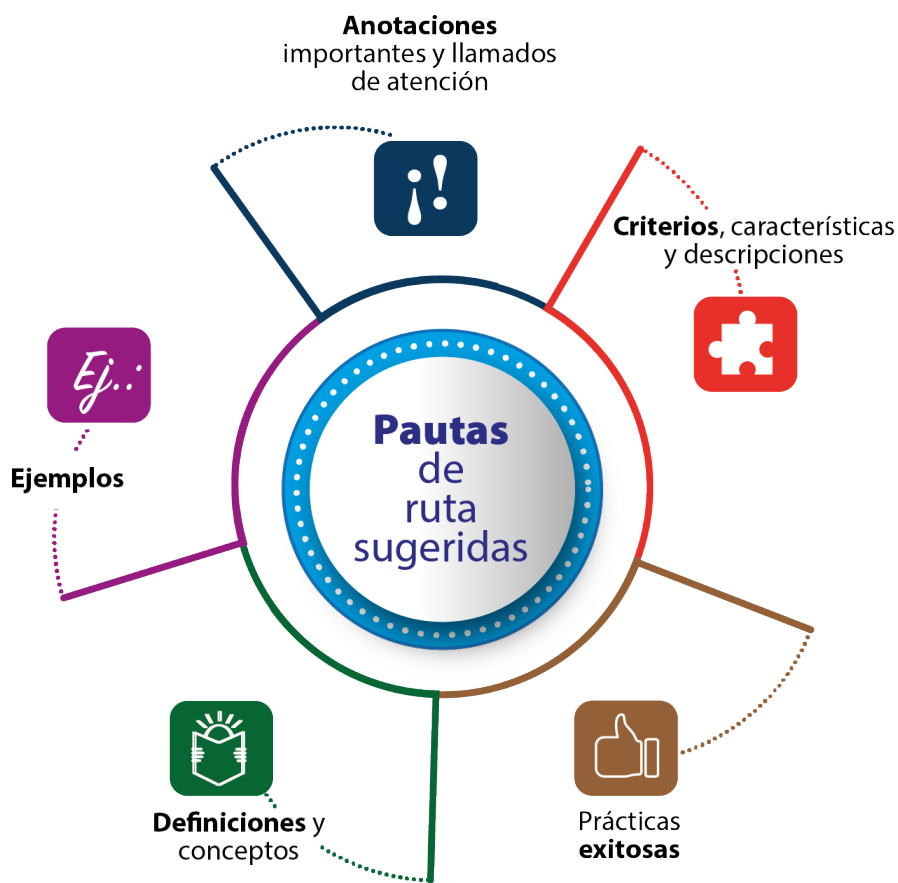 Anotaciones
importantes y llamados
de atención
¡!
Criterios, características
y descripciones
Ej..:
Ejemplos
Pautas
de
ruta
sugeridas
Definiciones y
conceptos
Prácticas
exitosas